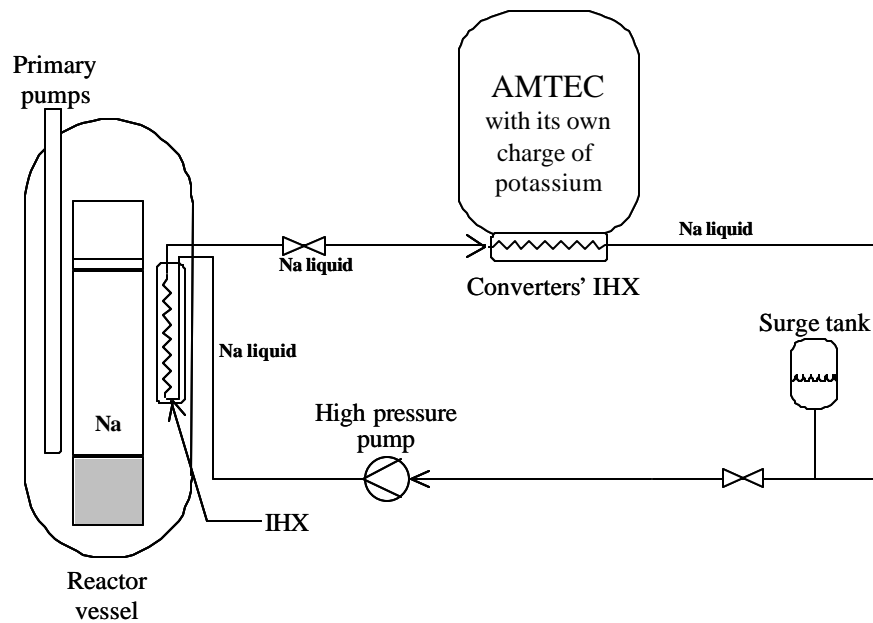 Primary
pumps
AMTEC
with its own
charge of
potassium
Na liquid
Na liquid
Converters' IHX
Surge tank
Na liquid
High pressure
pump
Na
IHX
Reactor
vessel